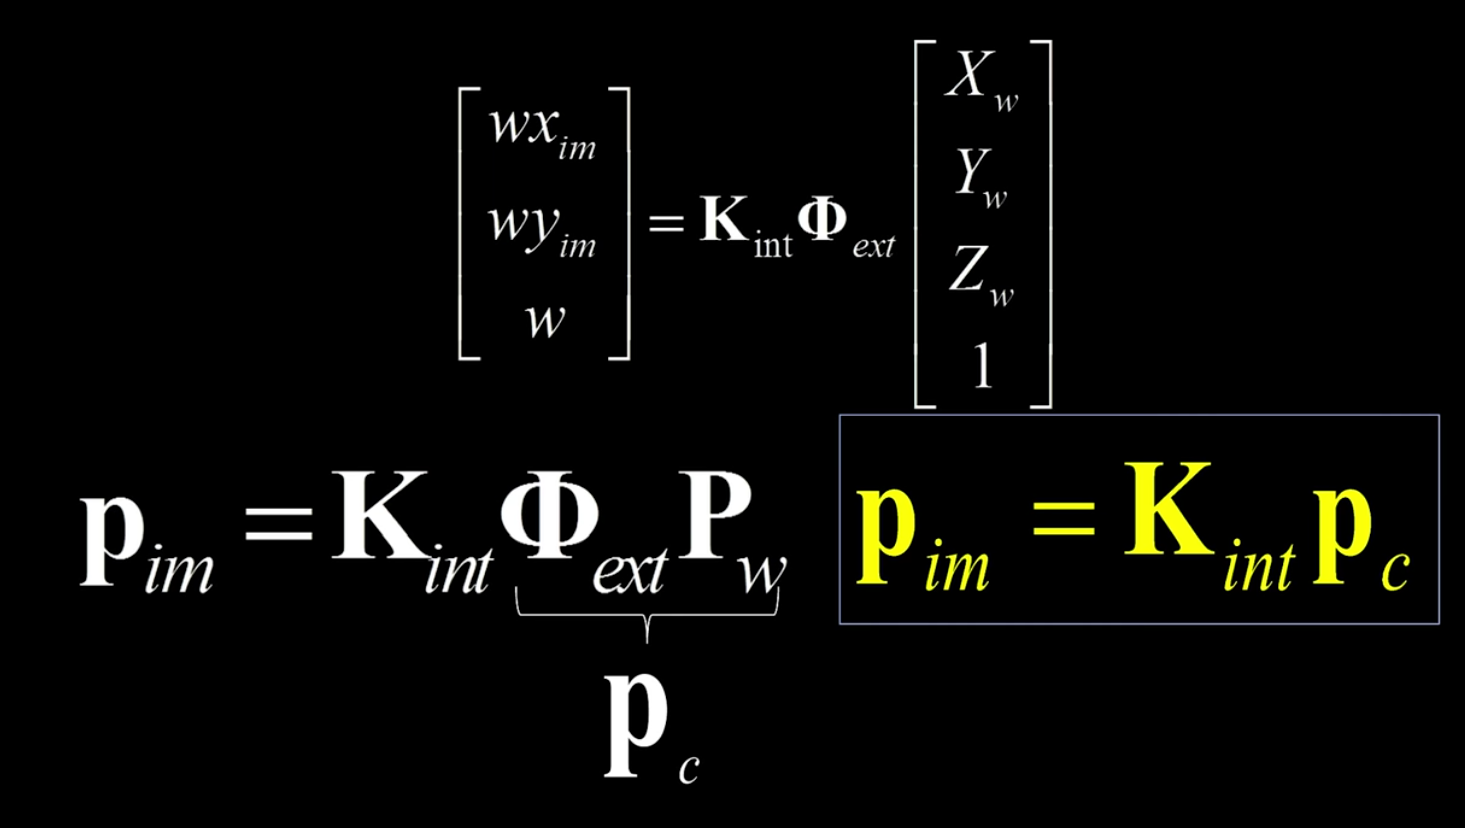 [wx_im wy_im w] = K_int Φ_ext [X_w Y_w Z_w 1]
p_im = K_int Φ_ext P_w
p_im = K_int p_c
p_c